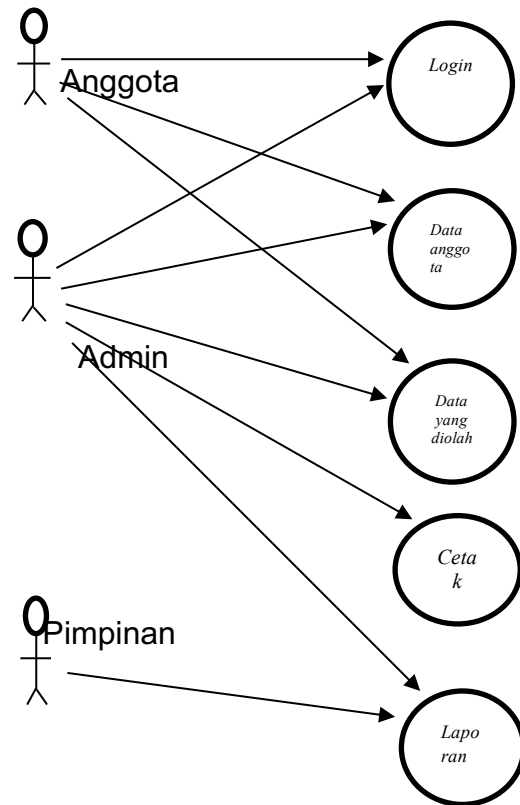 Anggota
Login
Data
anggo
ta
Admin
Data
yang
diolah
Ceta
k
Pimpinan
Lapo
ran